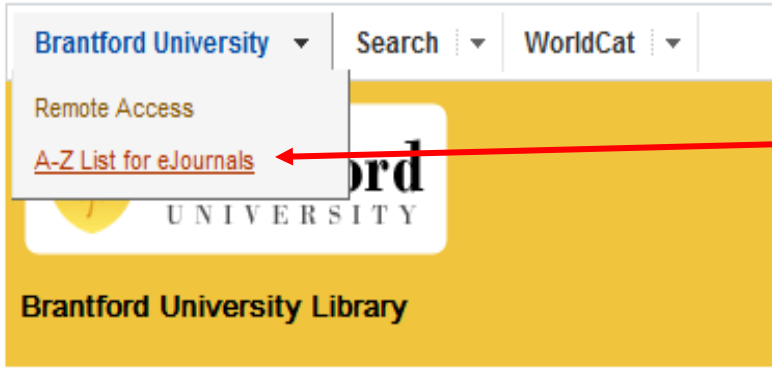 Brantford University Search WorldCat
Remote Access
A-Z List for eJournals
ord
UNIVERSITY
Brantford University Library